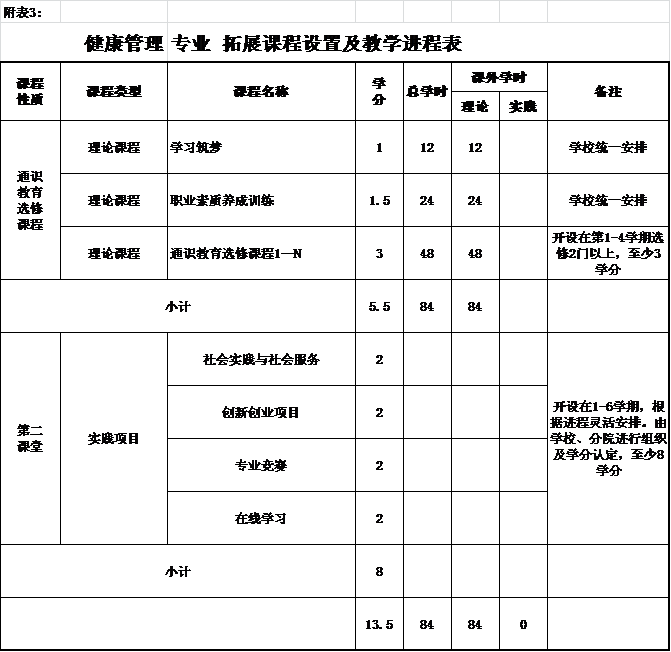 附表3：
健康管理 专业 拓展课程设置及教学进程表
课程
性质
课程类型
课程名称
学
分
总学时
课外学时
理论
实践
备注
通识
教育
选修
课程
理论课程
学习筑梦
1
12
12
学校统一安排
理论课程
职业素质养成训练
1.5
24
24
学校统一安排
理论课程
通识教育选修课程1—N
3
48
48
开设在第1-4学期选
修2门以上，至少3
学分
小计
5.5
84
84
第二
课堂
实践项目
社会实践与社会服务
2
创新创业项目
2
专业竞赛
2
在线学习
2
开设在1-6学期，根
据进程灵活安排。由
学校、分院进行组织
及学分认定，至少8
学分
小计
8
13.5
84
84
0